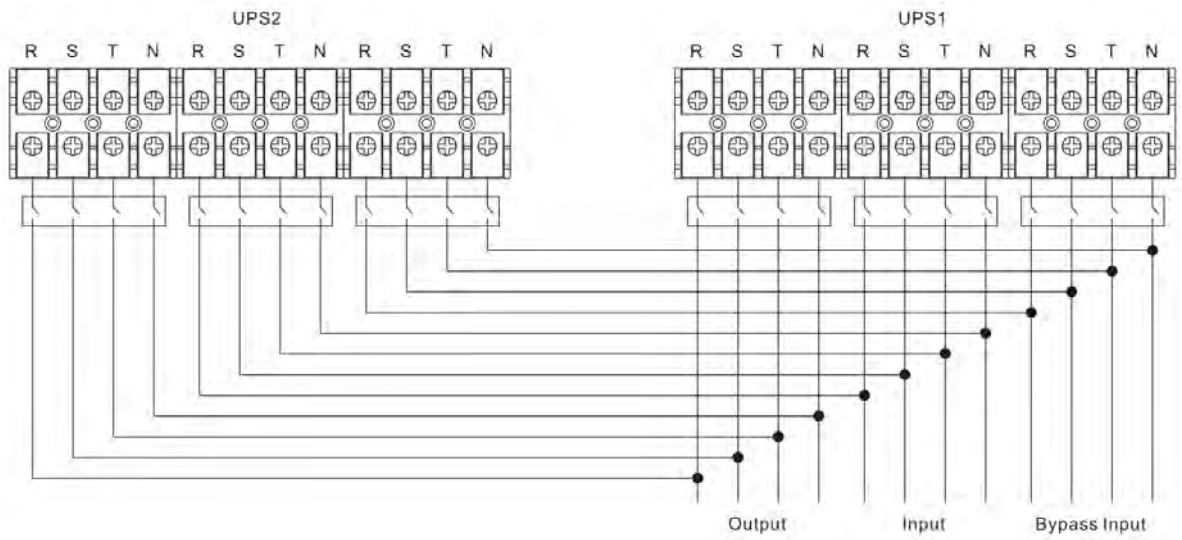 UPS2 UPS1
R S T N R S T N R S T N R S T N R S T N R S T N
Output Input Bypass Input